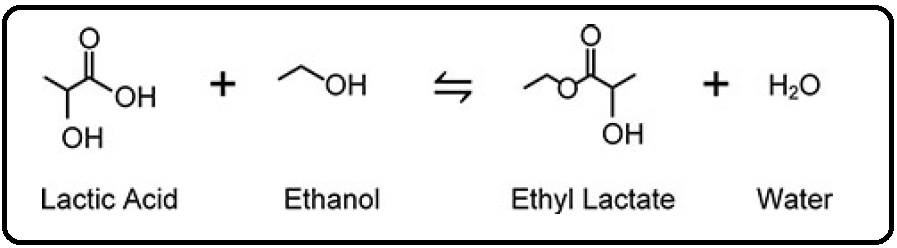 O
OH
OH
+
OH
⇋
O
O
OH
+
H₂O
Lactic Acid
Ethanol
Ethyl Lactate
Water